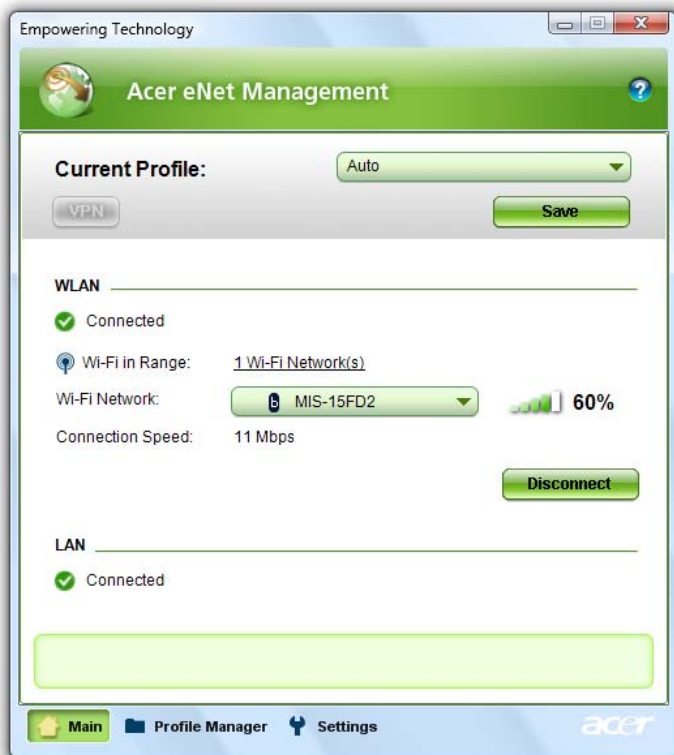 Empowering Technology
Acer eNet Management
Current Profile: Auto
VPN Save
WLAN
Connected
Wi-Fi in Range: 1 Wi-Fi Network(s)
Wi-Fi Network: b MIS-15FD2 60%
Connection Speed: 11 Mbps
Disconnect
LAN
Connected
Main Profile Manager Settings acer